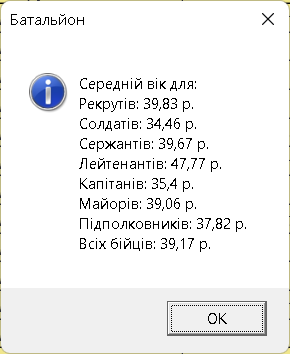 Батальйон
Середній вік для:
Рекрутів: 39,83 р.
Солдатів: 34,46 р.
Сержантів: 39,67 р.
Лейтенантів: 47,77 р.
Капітанів: 35,4 р.
Майорів: 39,06 р.
Підполковників: 37,82 р.
Всіх бійців: 39,17 р.
OK